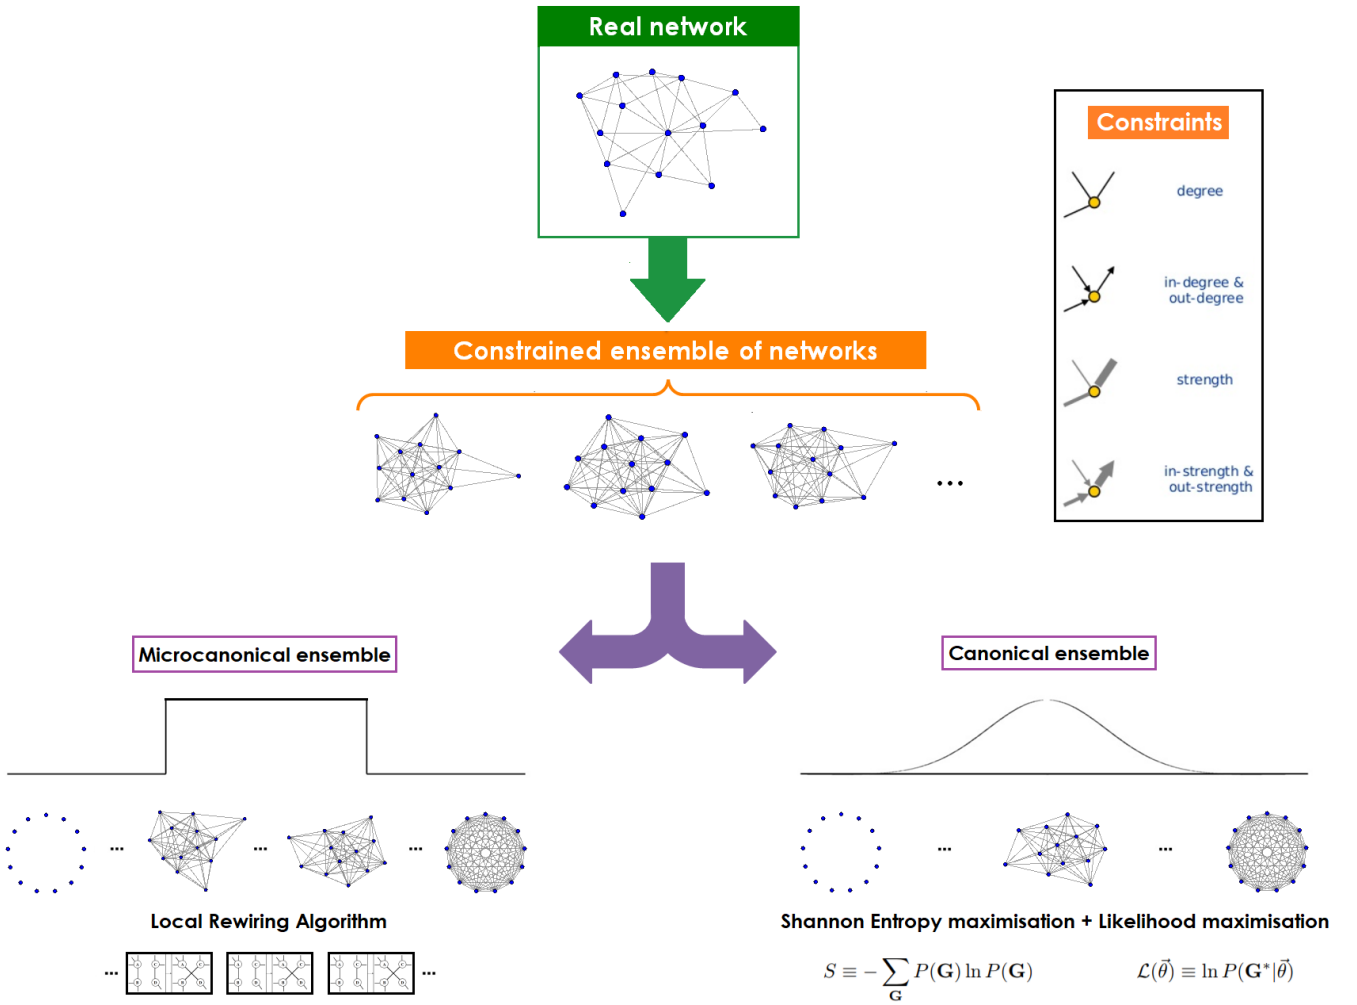 Real network
Constraints
degree
in-degree &
out-degree
strength
in-strength &
out-strength
Constrained ensemble of networks
...
Microcanonical ensemble
Canonical ensemble
... ... ...
... ...
Local Rewiring Algorithm
Shannon Entropy maximisation + Likelihood maximisation
... A C B D A C B D A C B D A C B D A C B D A C B D ...
S ≡ −∑_G P(G) ln P(G)
ℒ(θ⃗) ≡ ln P(G*|θ⃗)